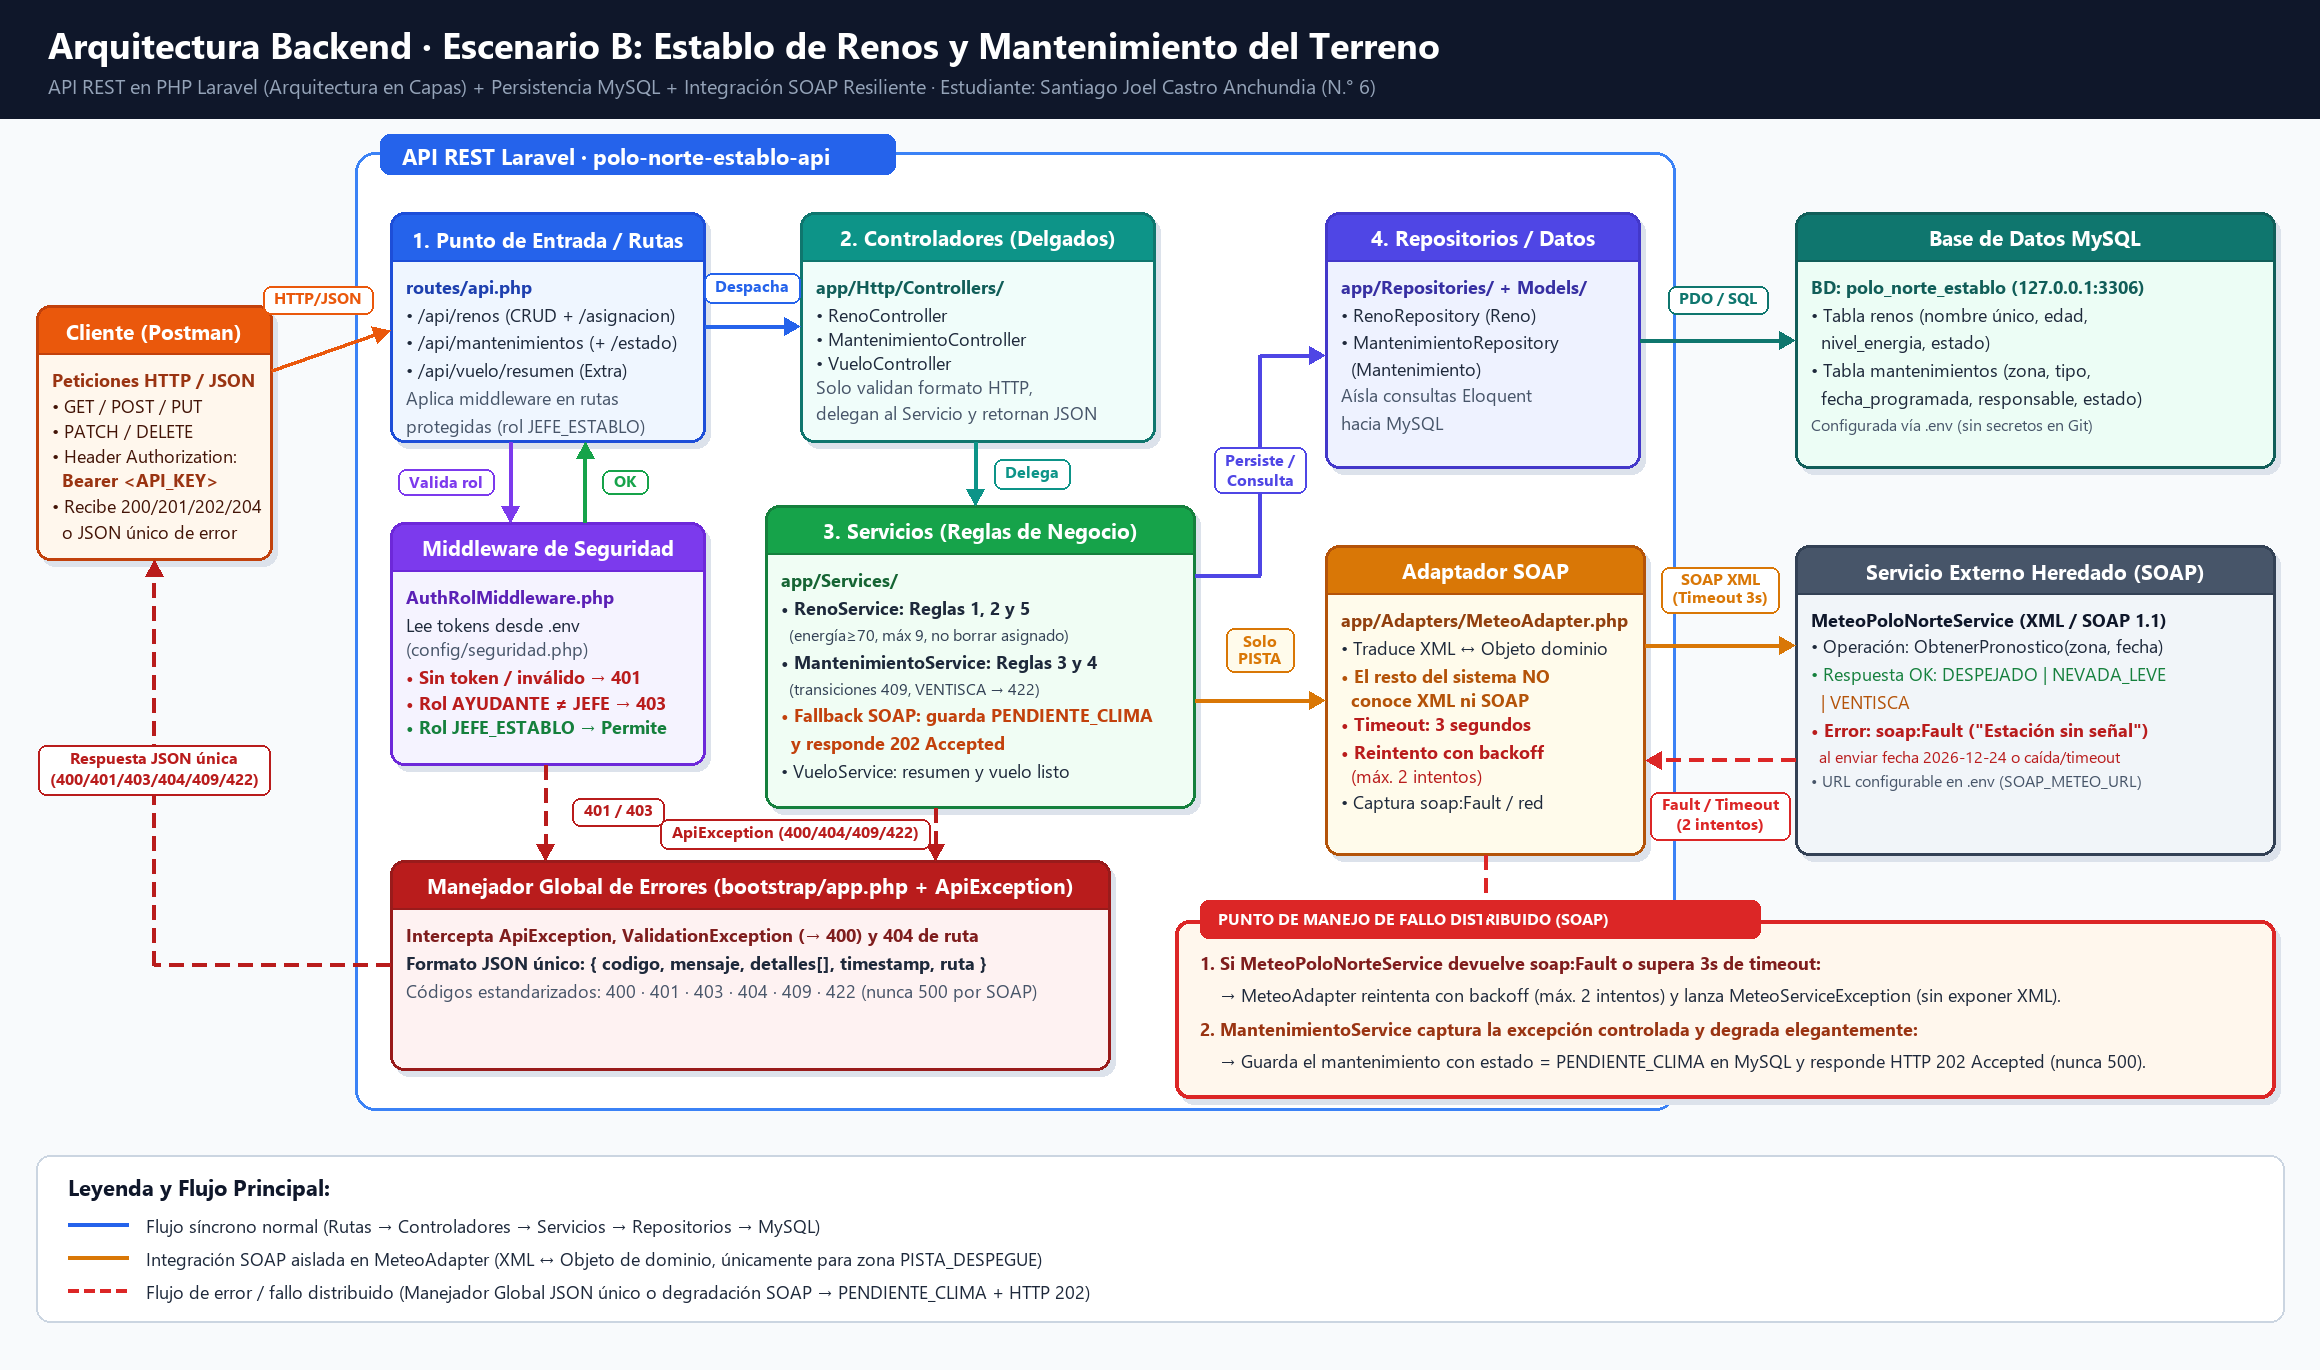 Arquitectura Backend · Escenario B: Establo de Renos y Mantenimiento del Terreno
API REST en PHP Laravel (Arquitectura en Capas) + Persistencia MySQL + Integración SOAP Resiliente · Estudiante: Santiago Joel Castro Anchundia (N.° 6)
API REST Laravel · polo-norte-establo-api
Cliente (Postman)
Peticiones HTTP / JSON
• GET / POST / PUT
• PATCH / DELETE
• Header Authorization:
Bearer <API_KEY>
• Recibe 200/201/202/204
o JSON único de error
HTTP/JSON
1. Punto de Entrada / Rutas
routes/api.php
• /api/renos (CRUD + /asignacion)
• /api/mantenimientos (+ /estado)
• /api/vuelo/resumen (Extra)
Aplica middleware en rutas
protegidas (rol JEFE_ESTABLO)
Despacha
2. Controladores (Delgados)
app/Http/Controllers/
• RenoController
• MantenimientoController
• VueloController
Solo validan formato HTTP,
delegan al Servicio y retornan JSON
4. Repositorios / Datos
app/Repositories/ + Models/
• RenoRepository (Reno)
• MantenimientoRepository
(Mantenimiento)
Aísla consultas Eloquent
hacia MySQL
PDO / SQL
Base de Datos MySQL
BD: polo_norte_establo (127.0.0.1:3306)
• Tabla renos (nombre único, edad,
nivel_energia, estado)
• Tabla mantenimientos (zona, tipo,
fecha_programada, responsable, estado)
Configurada vía .env (sin secretos en Git)
Valida rol
OK
Delega
Persiste /
Consulta
Middleware de Seguridad
AuthRolMiddleware.php
Lee tokens desde .env
(config/seguridad.php)
• Sin token / inválido → 401
• Rol AYUDANTE ≠ JEFE → 403
• Rol JEFE_ESTABLO → Permite
3. Servicios (Reglas de Negocio)
app/Services/
• RenoService: Reglas 1, 2 y 5
(energía≥70, máx 9, no borrar asignado)
• MantenimientoService: Reglas 3 y 4
(transiciones 409, VENTISCA → 422)
• Fallback SOAP: guarda PENDIENTE_CLIMA
y responde 202 Accepted
• VueloService: resumen y vuelo listo
Solo
PISTA
Adaptador SOAP
app/Adapters/MeteoAdapter.php
• Traduce XML ↔ Objeto dominio
• El resto del sistema NO
conoce XML ni SOAP
• Timeout: 3 segundos
• Reintento con backoff
(máx. 2 intentos)
• Captura soap:Fault / red
SOAP XML
(Timeout 3s)
Fault / Timeout
(2 intentos)
Servicio Externo Heredado (SOAP)
MeteoPoloNorteService (XML / SOAP 1.1)
• Operación: ObtenerPronostico(zona, fecha)
• Respuesta OK: DESPEJADO | NEVADA_LEVE
| VENTISCA
• Error: soap:Fault ("Estación sin señal")
al enviar fecha 2026-12-24 o caída/timeout
• URL configurable en .env (SOAP_METEO_URL)
Respuesta JSON única
(400/401/403/404/409/422)
401 / 403
ApiException (400/404/409/422)
Manejador Global de Errores (bootstrap/app.php + ApiException)
Intercepta ApiException, ValidationException (→ 400) y 404 de ruta
Formato JSON único: { codigo, mensaje, detalles[], timestamp, ruta }
Códigos estandarizados: 400 · 401 · 403 · 404 · 409 · 422 (nunca 500 por SOAP)
PUNTO DE MANEJO DE FALLO DISTRIBUIDO (SOAP)
1. Si MeteoPoloNorteService devuelve soap:Fault o supera 3s de timeout:
→ MeteoAdapter reintenta con backoff (máx. 2 intentos) y lanza MeteoServiceException (sin exponer XML).
2. MantenimientoService captura la excepción controlada y degrada elegantemente:
→ Guarda el mantenimiento con estado = PENDIENTE_CLIMA en MySQL y responde HTTP 202 Accepted (nunca 500).
Leyenda y Flujo Principal:
Flujo síncrono normal (Rutas → Controladores → Servicios → Repositorios → MySQL)
Integración SOAP aislada en MeteoAdapter (XML ↔ Objeto de dominio, únicamente para zona PISTA_DESPEGUE)
Flujo de error / fallo distribuido (Manejador Global JSON único o degradación SOAP → PENDIENTE_CLIMA + HTTP 202)